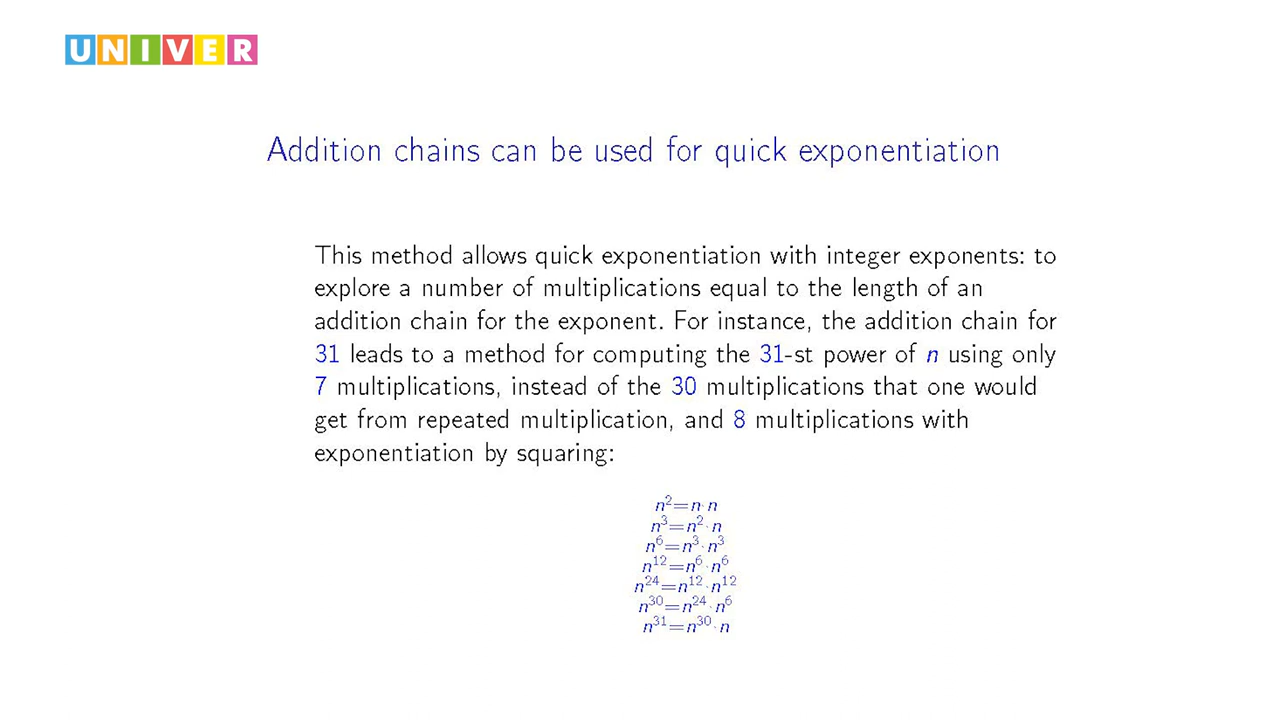 UNIVER
Addition chains can be used for quick exponentiation
This method allows quick exponentiation with integer exponents: to
explore a number of multiplications equal to the length of an
addition chain for the exponent. For instance, the addition chain for
31 leads to a method for computing the 31-st power of n using only
7 multiplications, instead of the 30 multiplications that one would
get from repeated multiplication, and 8 multiplications with
exponentiation by squaring:
n²=n·n
n³=n²·n
n⁶=n³·n³
n¹²=n⁶·n⁶
n²⁴=n¹²·n¹²
n³⁰=n²⁴·n⁶
n³¹=n³⁰·n